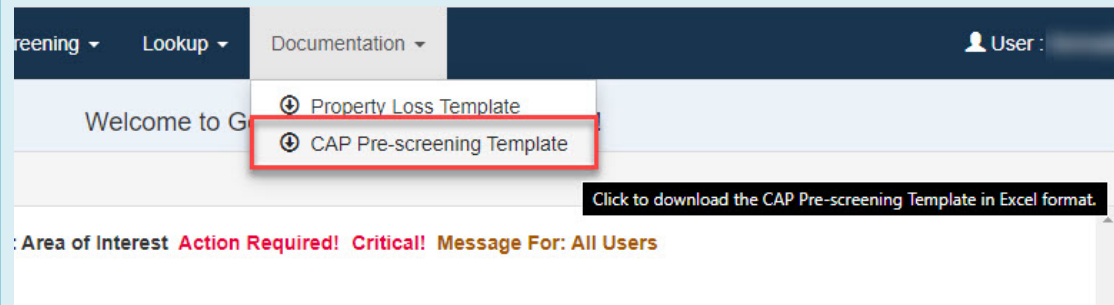 reening Lookup Documentation User :
Property Loss Template
Welcome to G !
CAP Pre-screening Template
Click to download the CAP Pre-screening Template in Excel format.
: Area of Interest Action Required! Critical! Message For: All Users